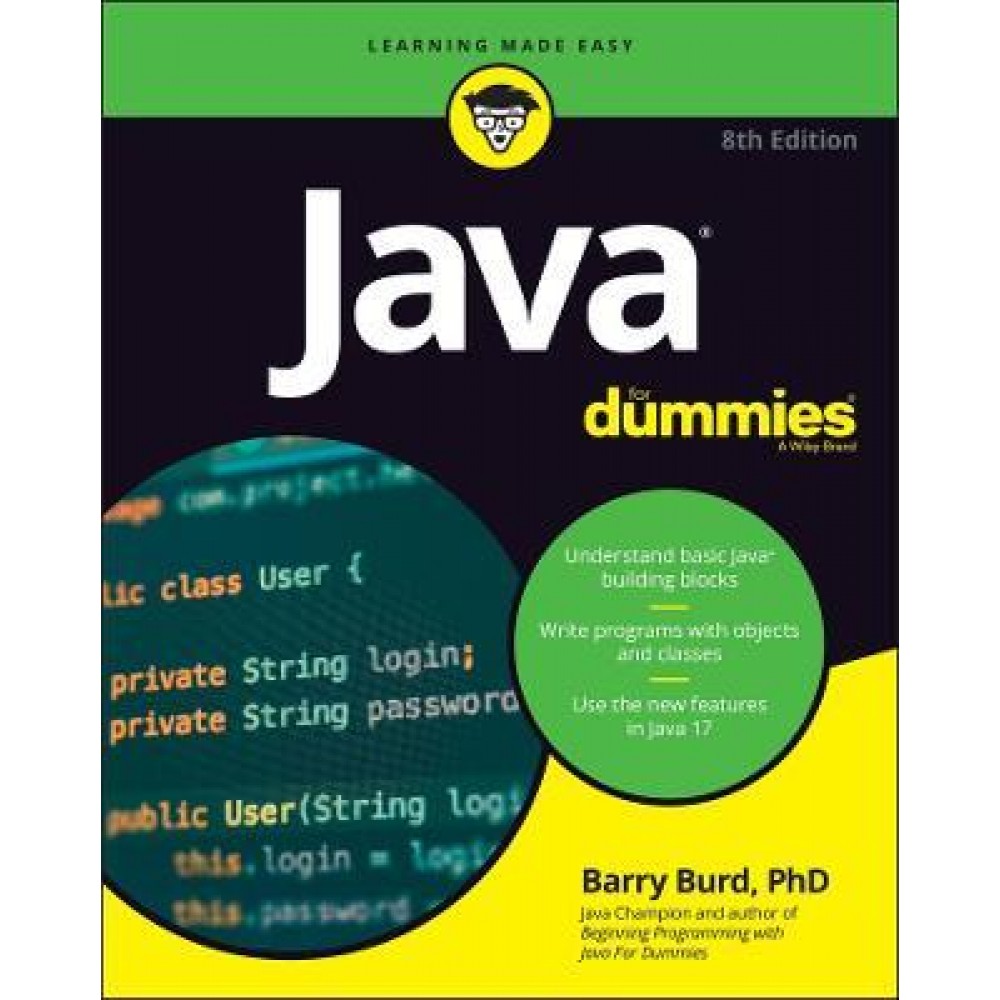 LEARNING MADE EASY
8th Edition
Java®
for
dummies®
A Wiley Brand
com.project.
lic class User {
private String login;
private String password
public User(String logi
this.login = logi
this.password =
Understand basic Java®
building blocks
Write programs with objects
and classes
Use the new features
in Java 17
Barry Burd, PhD
Java Champion and author of
Beginning Programming with
Java For Dummies